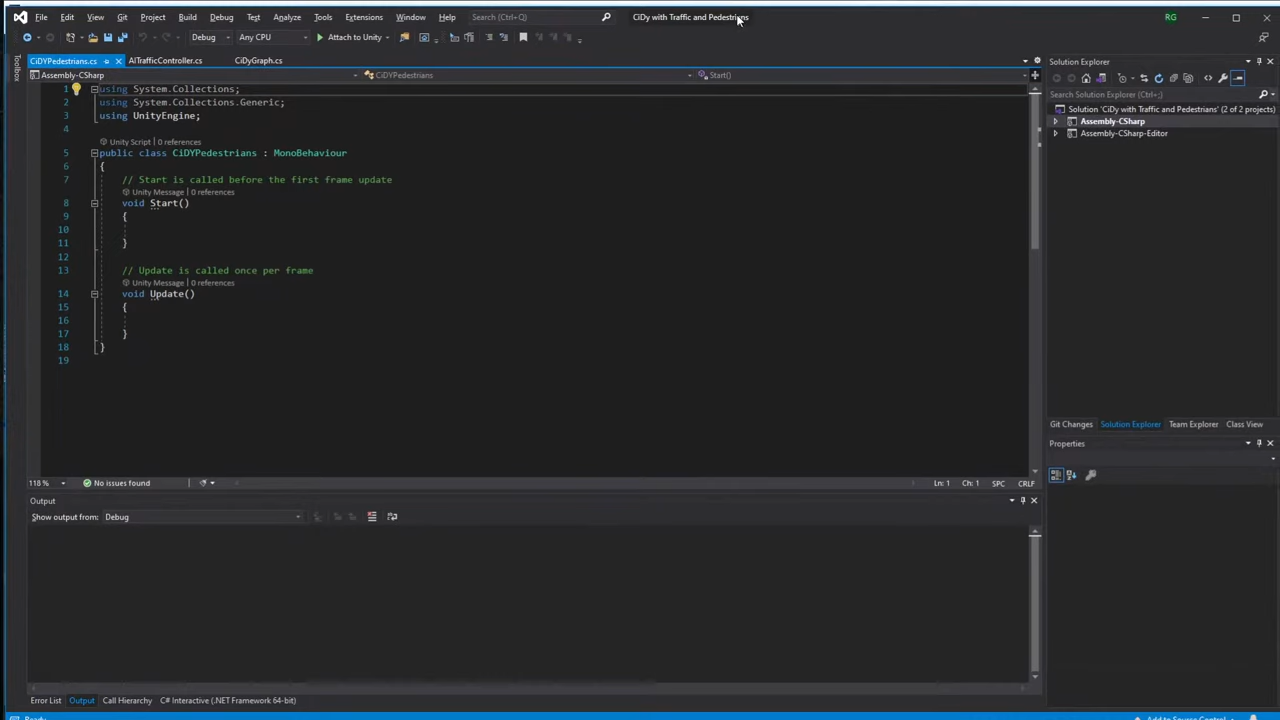 File Edit View Git Project Build Debug Test Analyze Tools Extensions Window Help Search (Ctrl+Q) CiDy with Traffic and Pedestrians RG
Debug Any CPU Attach to Unity
Toolbox
CiDYPedestrians.cs AITrafficController.cs CiDyGraph.cs
Assembly-CSharp CiDYPedestrians Start()
1 using System.Collections;
2 using System.Collections.Generic;
3 using UnityEngine;
4
Unity Script | 0 references
5 public class CiDYPedestrians : MonoBehaviour
6 {
7 // Start is called before the first frame update
Unity Message | 0 references
8 void Start()
9 {
10
11 }
12
13 // Update is called once per frame
Unity Message | 0 references
14 void Update()
15 {
16
17 }
18 }
19
118 % No issues found Ln: 1 Ch: 1 SPC CRLF
Output
Show output from: Debug
Error List Output Call Hierarchy C# Interactive (.NET Framework 64-bit)
Ready Add to Source Control
Solution Explorer
Search Solution Explorer (Ctrl+;)
Solution 'CiDy with Traffic and Pedestrians' (2 of 2 projects)
Assembly-CSharp
Assembly-CSharp-Editor
Git Changes Solution Explorer Team Explorer Class View
Properties